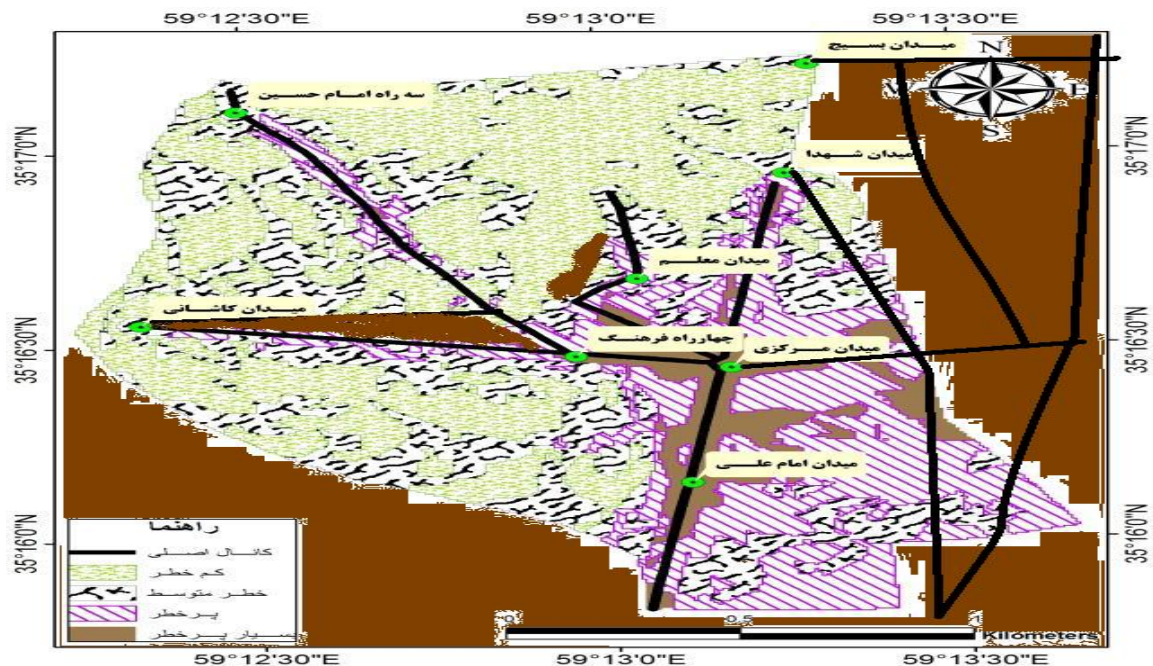 59°12'30"E 59°13'0"E 59°13'30"E
میدان بسیج
N
W E
S
سه راه امام حسین
35°17'0"N
35°17'0"N
میدان شهدا
میدان معلم
میدان کاشانی
35°16'30"N
35°16'30"N
چهارراه فرهنگ
میدان مرکزی
میدان امام علی
35°16'0"N
35°16'0"N
راهنما
کانال اصلی
کم خطر
خطر متوسط
پرخطر
بسیار پرخطر
0 0.5 1
Kilometers
59°12'30"E 59°13'0"E 59°13'30"E